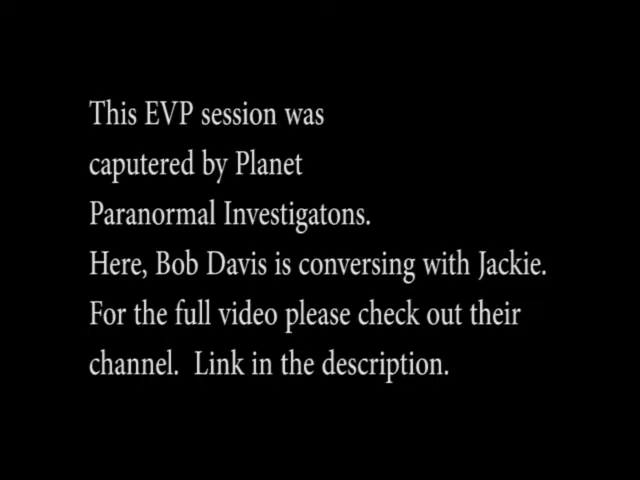 This EVP session was
caputered by Planet
Paranormal Investigatons.
Here, Bob Davis is conversing with Jackie.
For the full video please check out their
channel.  Link in the description.